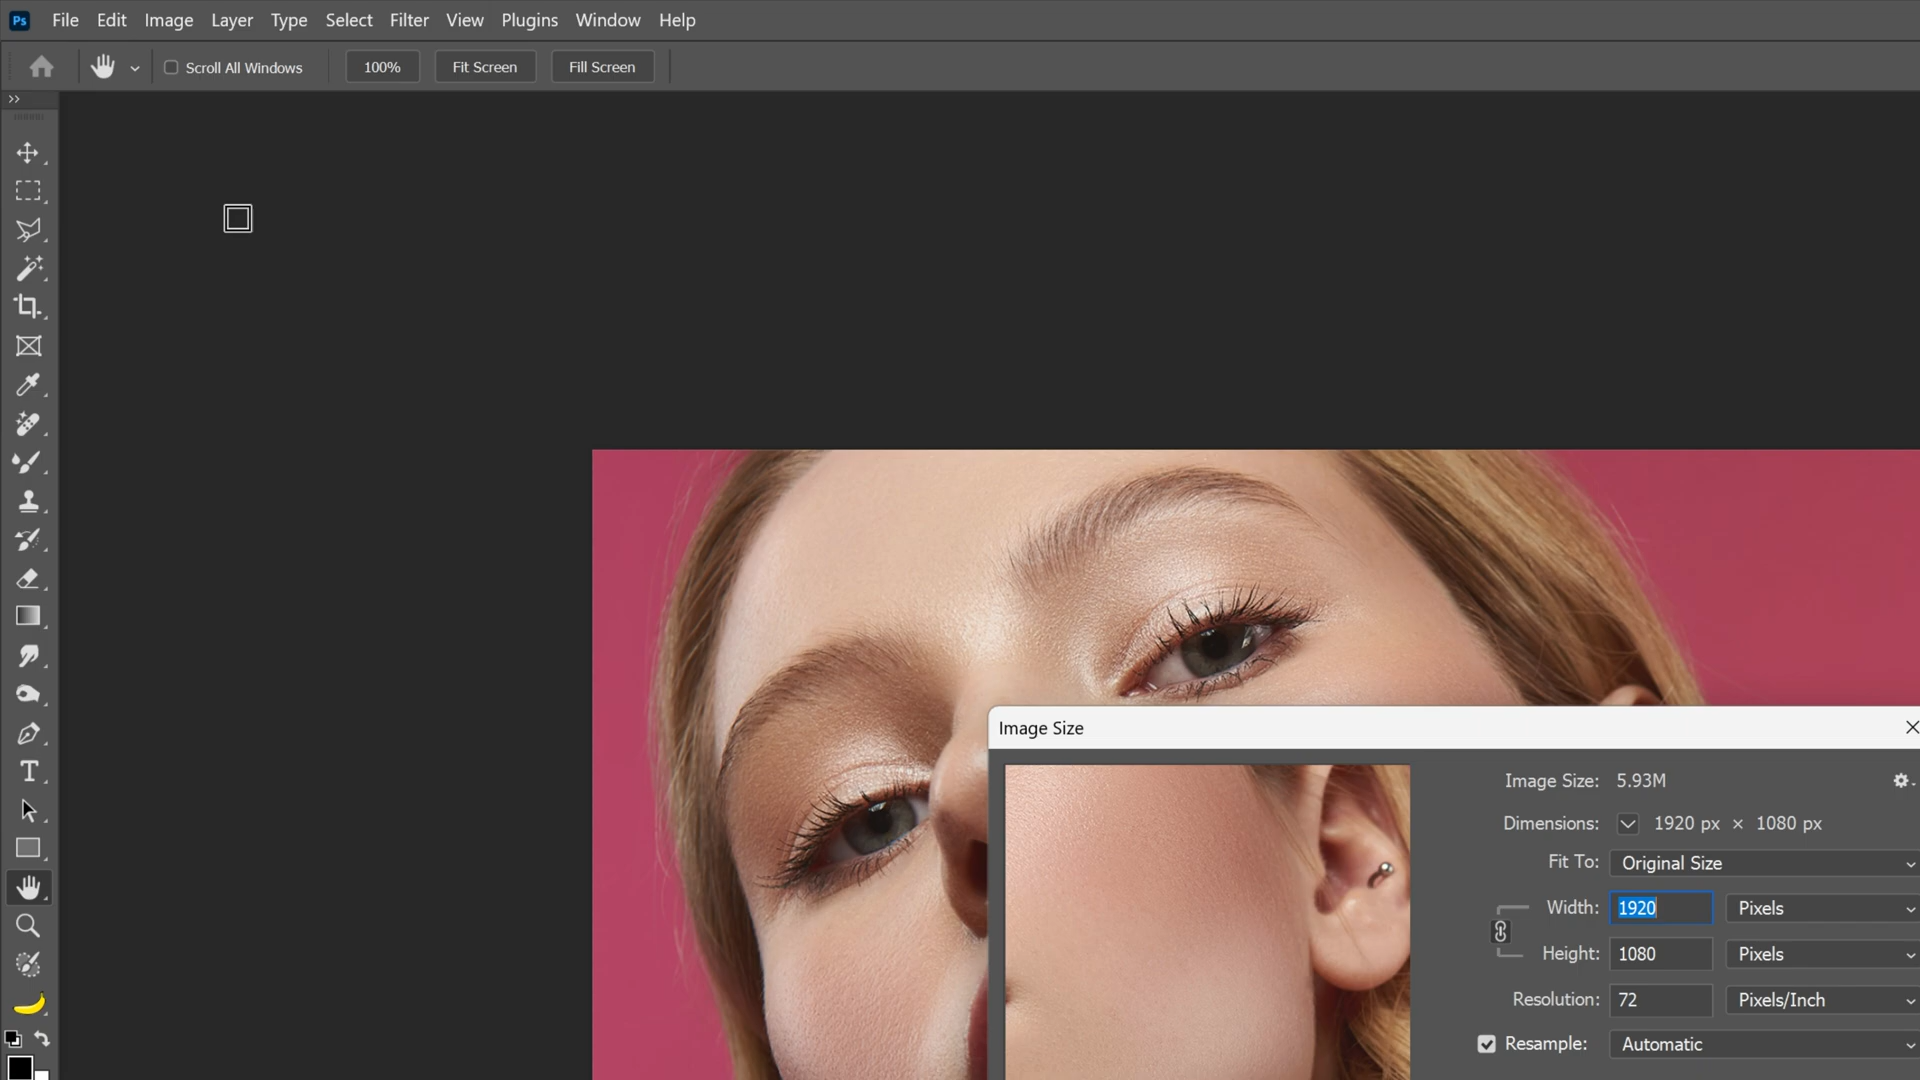 Ps File Edit Image Layer Type Select Filter View Plugins Window Help
Scroll All Windows 100% Fit Screen Fill Screen
Image Size
Image Size: 5.93M
Dimensions: 1920 px × 1080 px
Fit To: Original Size
Width: 1920 Pixels
Height: 1080 Pixels
Resolution: 72 Pixels/Inch
Resample: Automatic